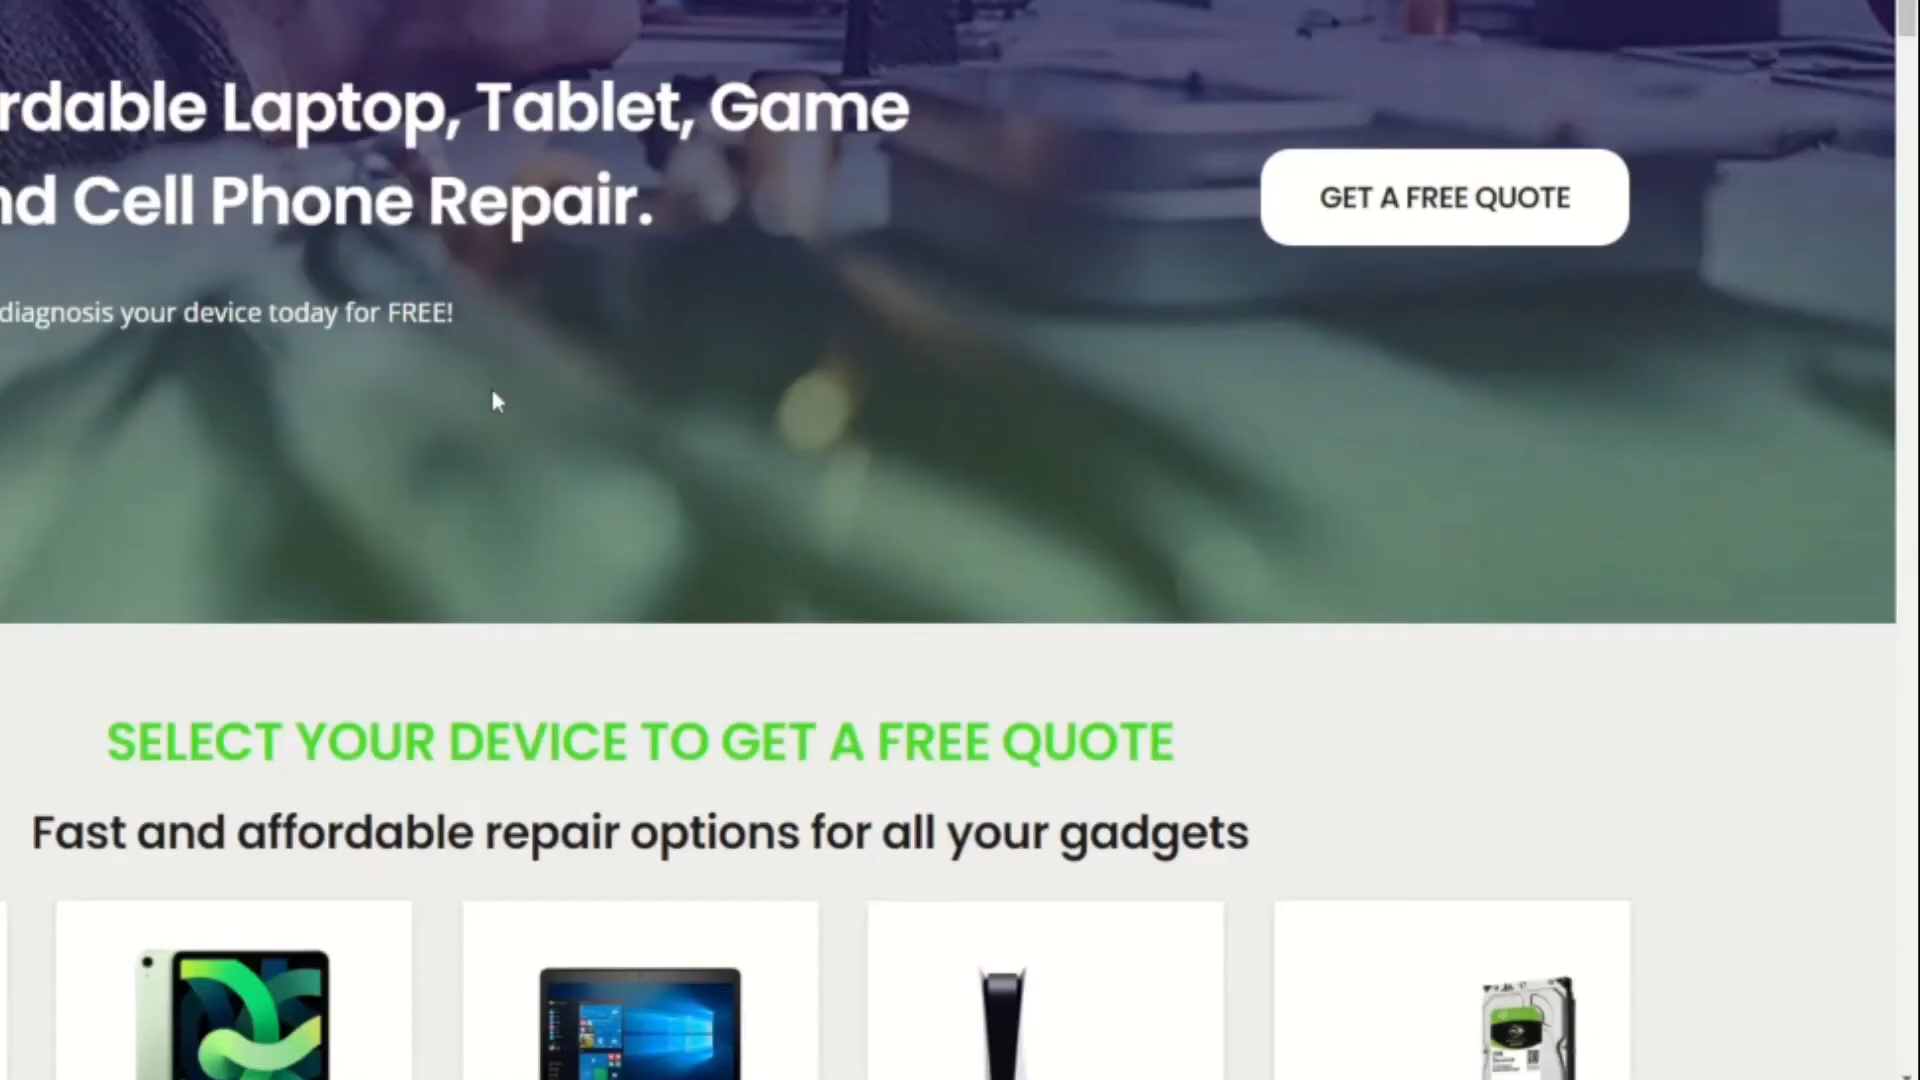 rdable Laptop, Tablet, Game
nd Cell Phone Repair.
GET A FREE QUOTE
diagnosis your device today for FREE!
SELECT YOUR DEVICE TO GET A FREE QUOTE
Fast and affordable repair options for all your gadgets